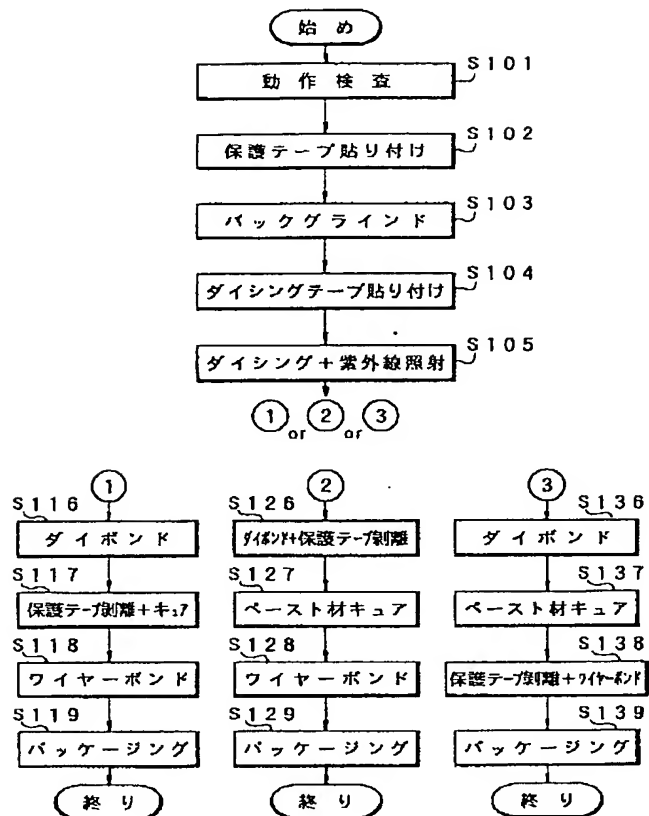 始め
S101
動作検査
S102
保護テープ貼り付け
S103
バックグラインド
S104
ダイシングテープ貼り付け
S105
ダイシング+紫外線照射
① or ② or ③
①
S116
ダイボンド
S117
保護テープ剝離+キュア
S118
ワイヤーボンド
S119
パッケージング
終り
②
S126
ダイボンド+保護テープ剝離
S127
ペースト材キュア
S128
ワイヤーボンド
S129
パッケージング
終り
③
S136
ダイボンド
S137
ペースト材キュア
S138
保護テープ剝離+ワイヤーボンド
S139
パッケージング
終り